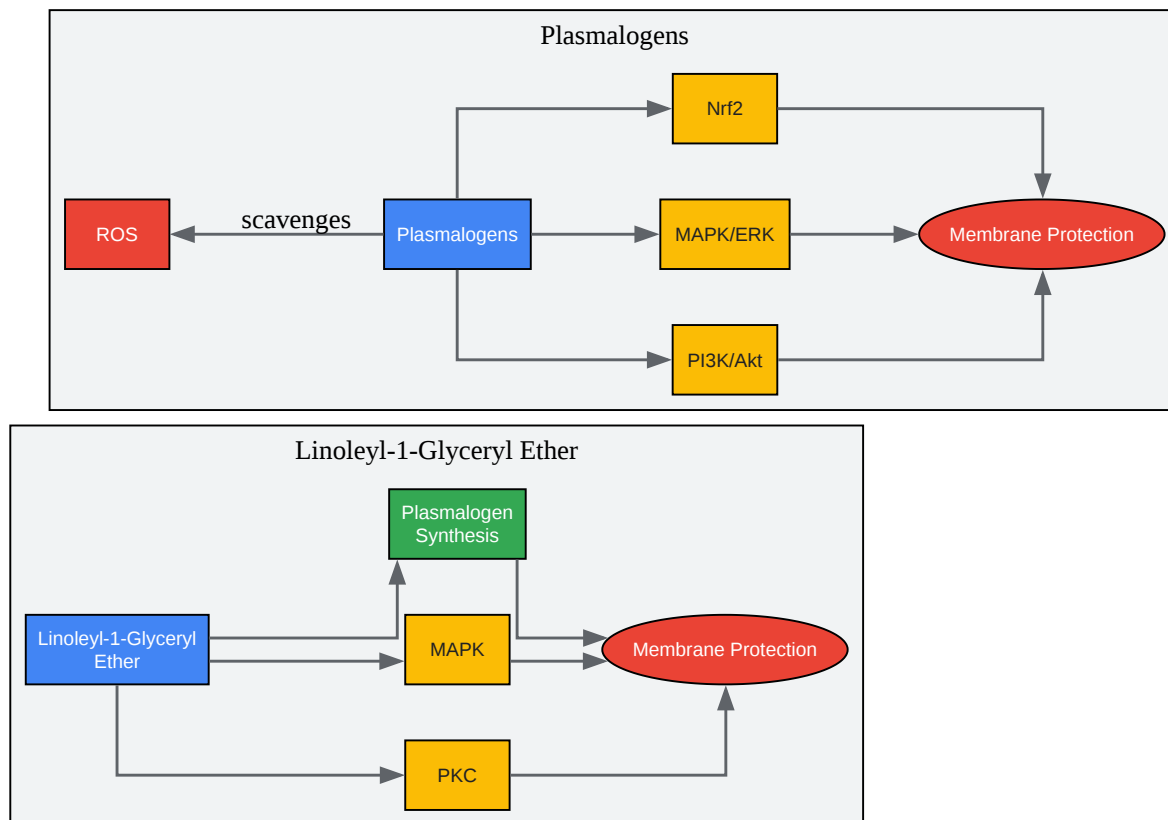 Plasmalogens
Nrf2
ROS
scavenges
Plasmalogens
MAPK/ERK
Membrane Protection
PI3K/Akt
Linoleyl-1-Glyceryl Ether
Plasmalogen
Synthesis
Linoleyl-1-Glyceryl
Ether
MAPK
Membrane Protection
PKC